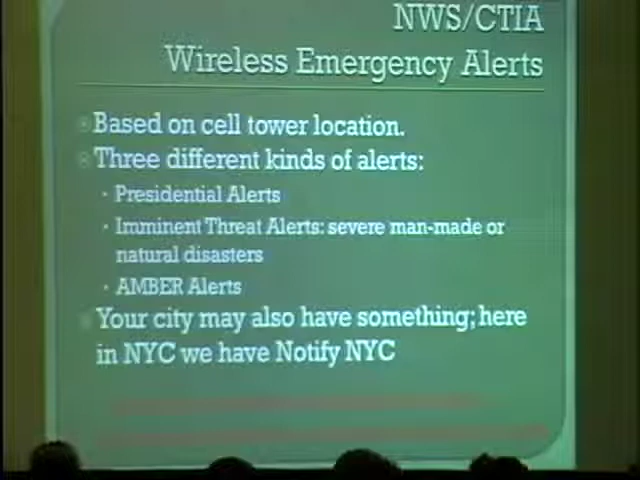 NWS/CTIA
Wireless Emergency Alerts
Based on cell tower location.
Three different kinds of alerts:
Presidential Alerts
Imminent Threat Alerts: severe man-made or
natural disasters
AMBER Alerts
Your city may also have something; here
in NYC we have Notify NYC